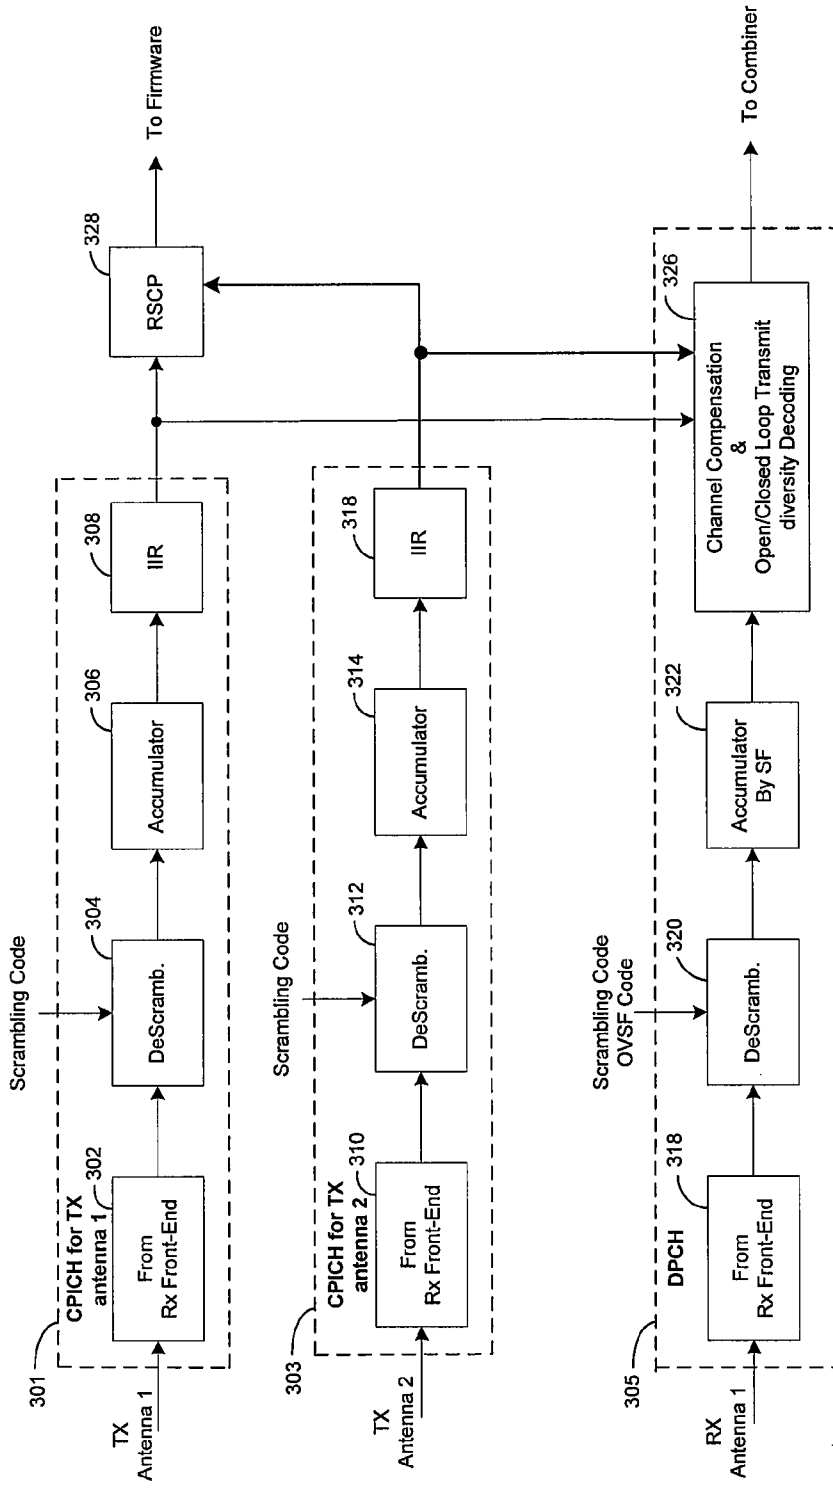 TX
Antenna 1
301
CPICH for TX
antenna 1
302
From
Rx Front-End
Scrambling Code
304
DeScramb.
306
Accumulator
308
IIR
328
RSCP
To Firmware
TX
Antenna 2
303
CPICH for TX
antenna 2
310
From
Rx Front-End
Scrambling Code
312
DeScramb.
314
Accumulator
318
IIR
RX
Antenna 1
305
DPCH
318
From
Rx Front-End
Scrambling Code
OVSF Code
320
DeScramb.
322
Accumulator
By SF
326
Channel Compensation
&
Open/Closed Loop Transmit
diversity Decoding
To Combiner